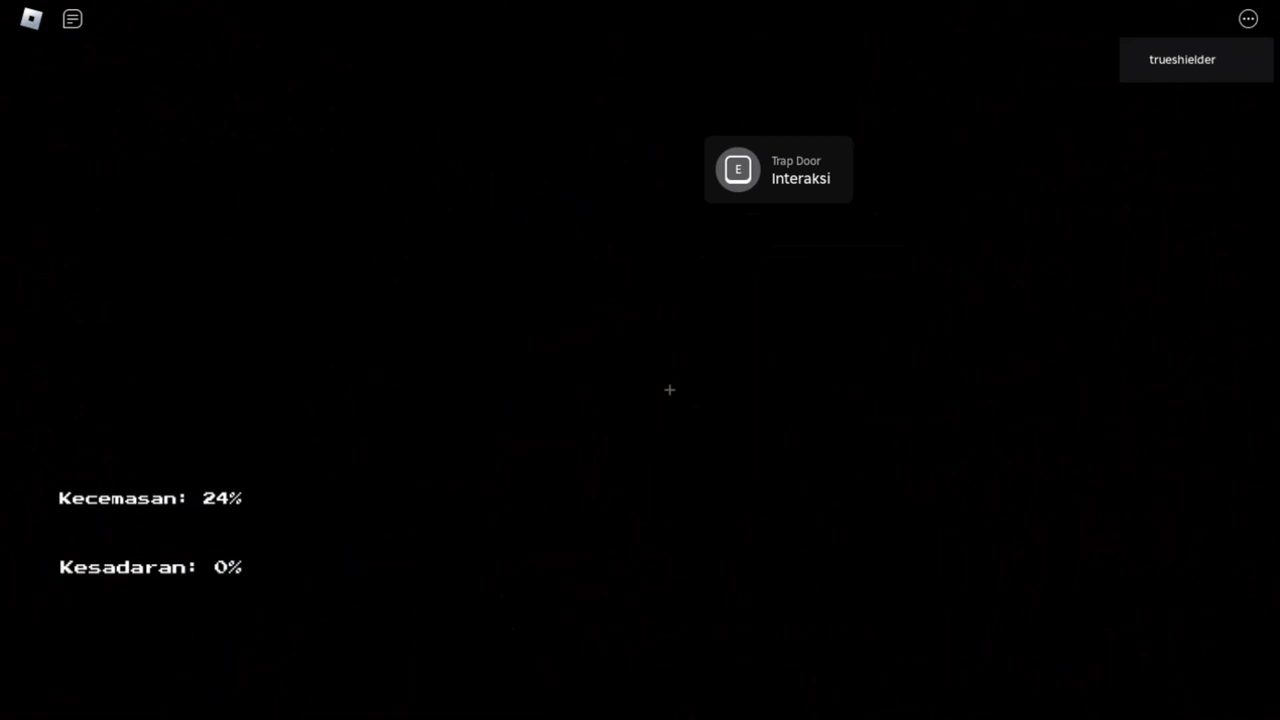 trueshielder
E
Trap Door
Interaksi
Kecemasan: 24%
Kesadaran: 0%